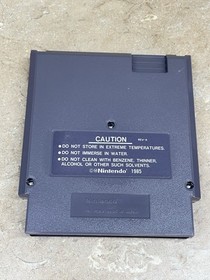 CAUTION
●DO NOT STORE IN EXTREME TEMPERATURES.
●DO NOT IMMERSE IN WATER.
●DO NOT CLEAN WITH BENZENE, THINNER,
ALCOHOL OR OTHER SUCH SOLVENTS.
©Nintendo 1985